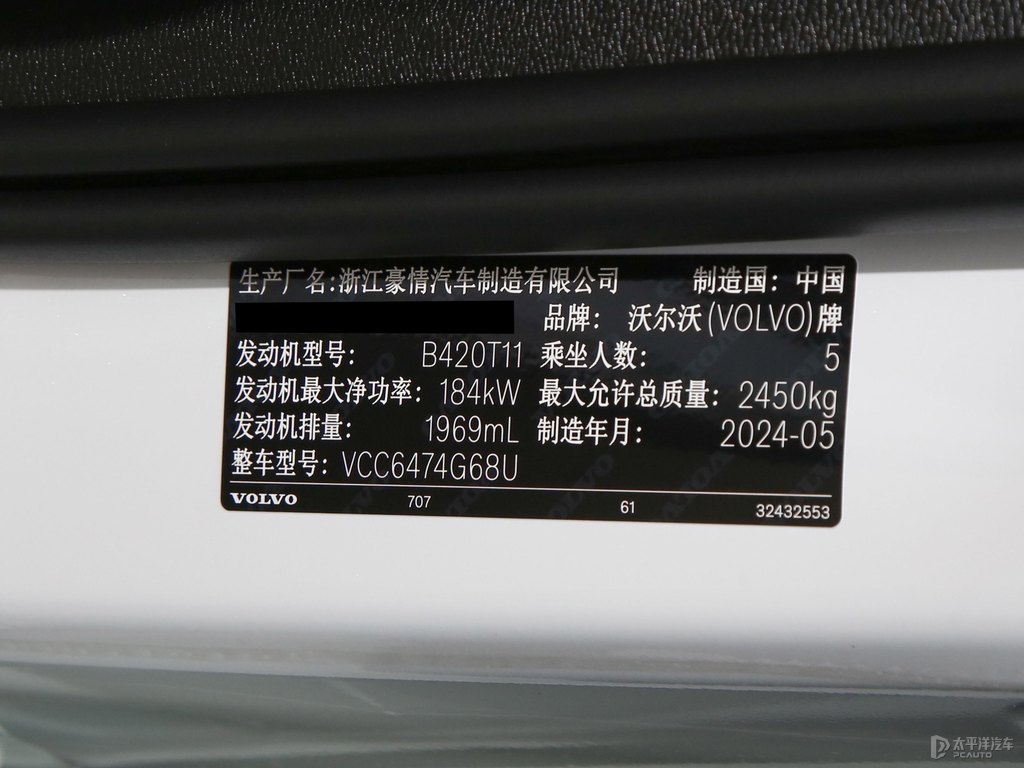 生产厂名:浙江豪情汽车制造有限公司 制造国: 中国
品牌: 沃尔沃(VOLVO)牌
发动机型号: B420T11 乘坐人数: 5
发动机最大净功率: 184kW 最大允许总质量: 2450kg
发动机排量: 1969mL 制造年月: 2024-05
整车型号: VCC6474G68U
VOLVO 707 61 32432553
太平洋汽车
PCAUTO